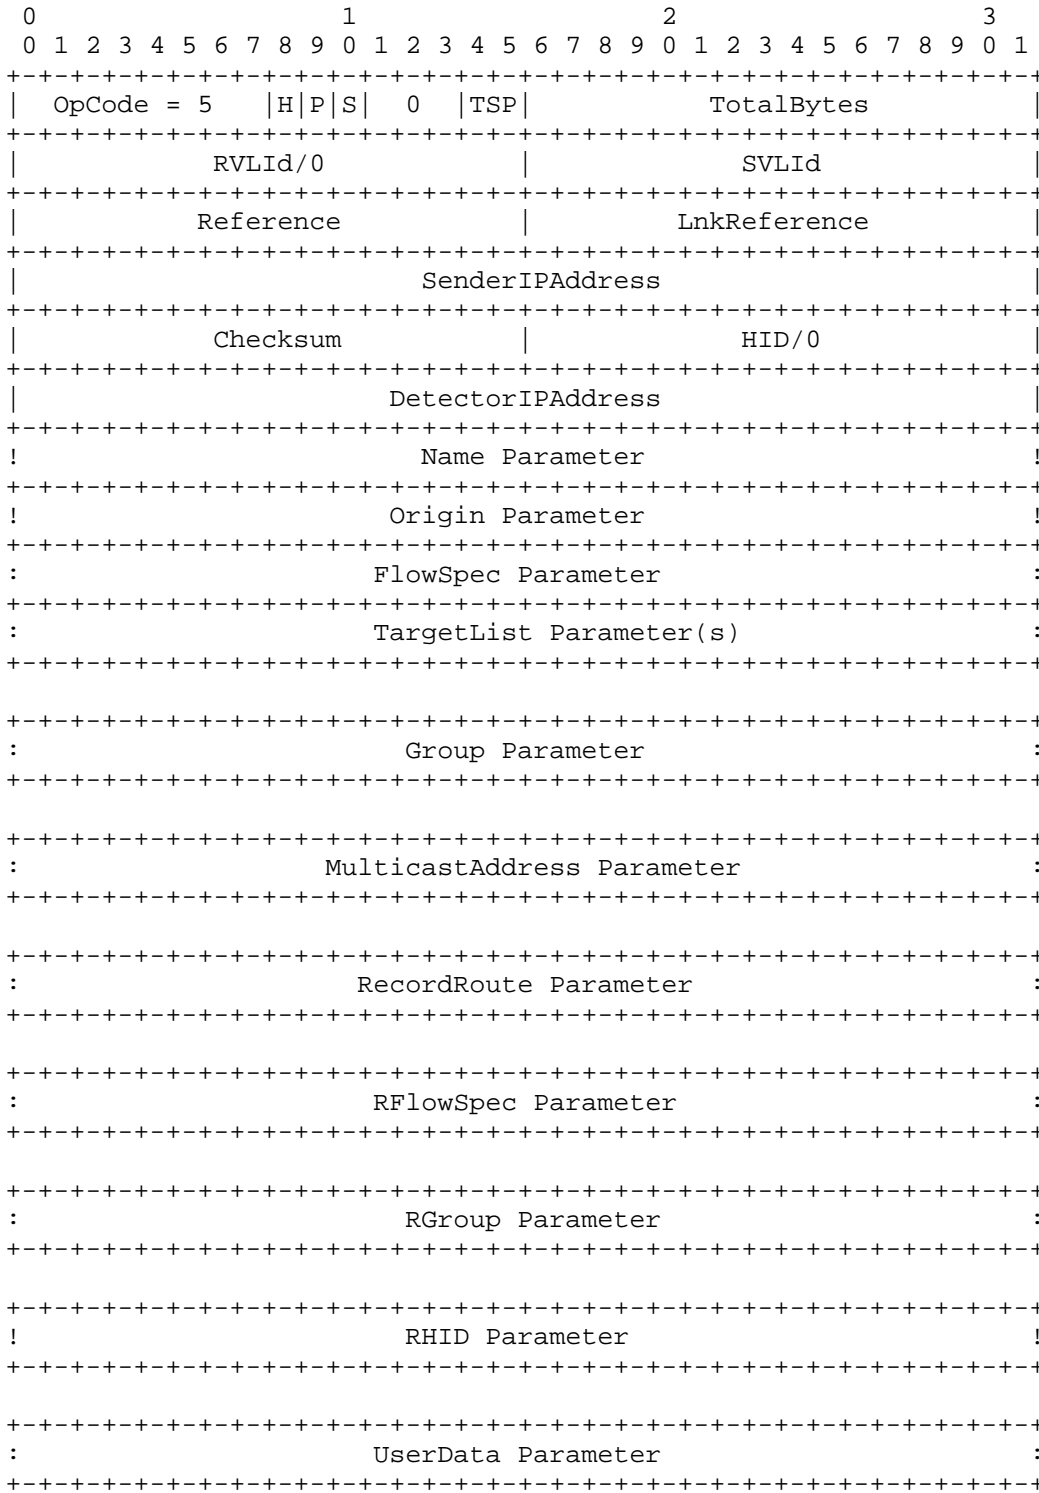 0                   1                   2                   3
 0 1 2 3 4 5 6 7 8 9 0 1 2 3 4 5 6 7 8 9 0 1 2 3 4 5 6 7 8 9 0 1
+-+-+-+-+-+-+-+-+-+-+-+-+-+-+-+-+-+-+-+-+-+-+-+-+-+-+-+-+-+-+-+-+
|  OpCode = 5   |H|P|S|  0  |TSP|           TotalBytes          |
+-+-+-+-+-+-+-+-+-+-+-+-+-+-+-+-+-+-+-+-+-+-+-+-+-+-+-+-+-+-+-+-+
|            RVLId/0            |             SVLId             |
+-+-+-+-+-+-+-+-+-+-+-+-+-+-+-+-+-+-+-+-+-+-+-+-+-+-+-+-+-+-+-+-+
|           Reference           |         LnkReference          |
+-+-+-+-+-+-+-+-+-+-+-+-+-+-+-+-+-+-+-+-+-+-+-+-+-+-+-+-+-+-+-+-+
|                         SenderIPAddress                       |
+-+-+-+-+-+-+-+-+-+-+-+-+-+-+-+-+-+-+-+-+-+-+-+-+-+-+-+-+-+-+-+-+
|            Checksum           |             HID/0             |
+-+-+-+-+-+-+-+-+-+-+-+-+-+-+-+-+-+-+-+-+-+-+-+-+-+-+-+-+-+-+-+-+
|                       DetectorIPAddress                       |
+-+-+-+-+-+-+-+-+-+-+-+-+-+-+-+-+-+-+-+-+-+-+-+-+-+-+-+-+-+-+-+-+
!                         Name Parameter                        !
+-+-+-+-+-+-+-+-+-+-+-+-+-+-+-+-+-+-+-+-+-+-+-+-+-+-+-+-+-+-+-+-+
!                       Origin Parameter                        !
+-+-+-+-+-+-+-+-+-+-+-+-+-+-+-+-+-+-+-+-+-+-+-+-+-+-+-+-+-+-+-+-+
:                      FlowSpec Parameter                       :
+-+-+-+-+-+-+-+-+-+-+-+-+-+-+-+-+-+-+-+-+-+-+-+-+-+-+-+-+-+-+-+-+
:                      TargetList Parameter(s)                  :
+-+-+-+-+-+-+-+-+-+-+-+-+-+-+-+-+-+-+-+-+-+-+-+-+-+-+-+-+-+-+-+-+

+-+-+-+-+-+-+-+-+-+-+-+-+-+-+-+-+-+-+-+-+-+-+-+-+-+-+-+-+-+-+-+-+
:                        Group Parameter                        :
+-+-+-+-+-+-+-+-+-+-+-+-+-+-+-+-+-+-+-+-+-+-+-+-+-+-+-+-+-+-+-+-+

+-+-+-+-+-+-+-+-+-+-+-+-+-+-+-+-+-+-+-+-+-+-+-+-+-+-+-+-+-+-+-+-+
:                   MulticastAddress Parameter                  :
+-+-+-+-+-+-+-+-+-+-+-+-+-+-+-+-+-+-+-+-+-+-+-+-+-+-+-+-+-+-+-+-+

+-+-+-+-+-+-+-+-+-+-+-+-+-+-+-+-+-+-+-+-+-+-+-+-+-+-+-+-+-+-+-+-+
:                     RecordRoute Parameter                     :
+-+-+-+-+-+-+-+-+-+-+-+-+-+-+-+-+-+-+-+-+-+-+-+-+-+-+-+-+-+-+-+-+

+-+-+-+-+-+-+-+-+-+-+-+-+-+-+-+-+-+-+-+-+-+-+-+-+-+-+-+-+-+-+-+-+
:                      RFlowSpec Parameter                      :
+-+-+-+-+-+-+-+-+-+-+-+-+-+-+-+-+-+-+-+-+-+-+-+-+-+-+-+-+-+-+-+-+

+-+-+-+-+-+-+-+-+-+-+-+-+-+-+-+-+-+-+-+-+-+-+-+-+-+-+-+-+-+-+-+-+
:                        RGroup Parameter                       :
+-+-+-+-+-+-+-+-+-+-+-+-+-+-+-+-+-+-+-+-+-+-+-+-+-+-+-+-+-+-+-+-+

+-+-+-+-+-+-+-+-+-+-+-+-+-+-+-+-+-+-+-+-+-+-+-+-+-+-+-+-+-+-+-+-+
!                        RHID Parameter                         !
+-+-+-+-+-+-+-+-+-+-+-+-+-+-+-+-+-+-+-+-+-+-+-+-+-+-+-+-+-+-+-+-+

+-+-+-+-+-+-+-+-+-+-+-+-+-+-+-+-+-+-+-+-+-+-+-+-+-+-+-+-+-+-+-+-+
:                      UserData Parameter                       :
+-+-+-+-+-+-+-+-+-+-+-+-+-+-+-+-+-+-+-+-+-+-+-+-+-+-+-+-+-+-+-+-+